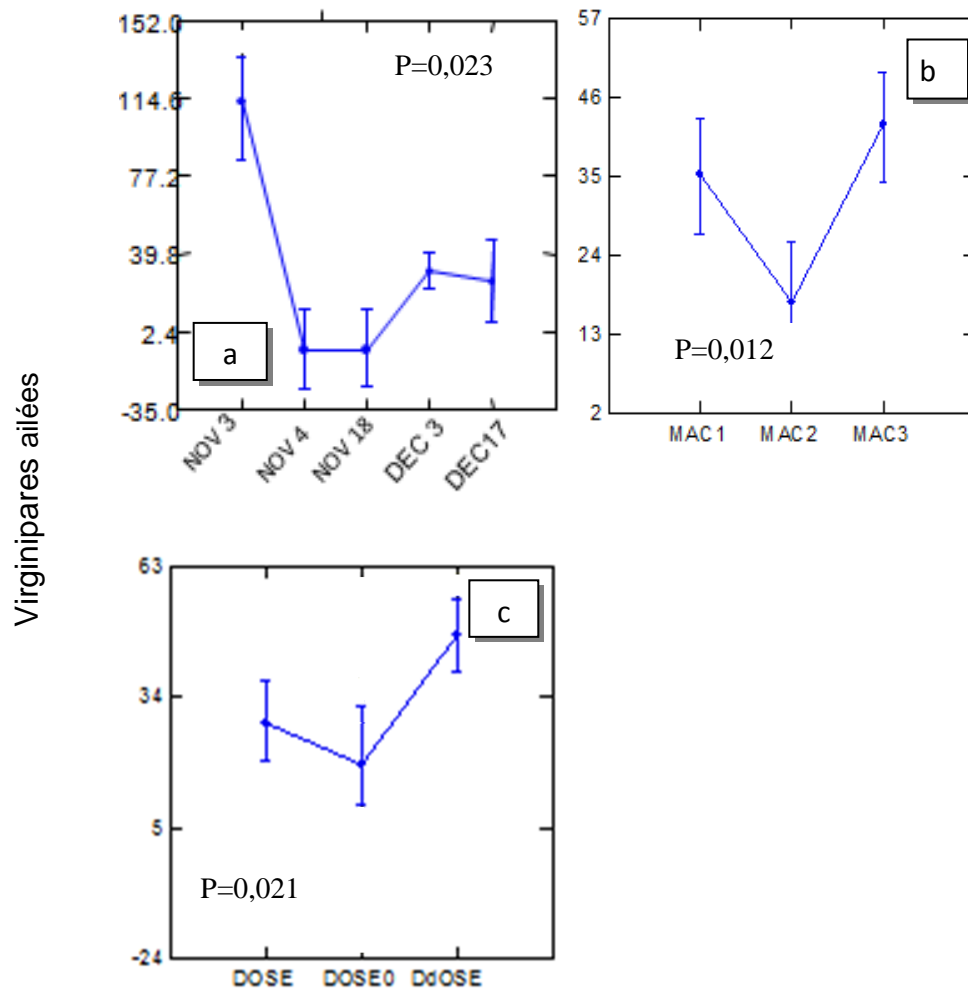 Virginipares ailées
152.0
114.6
77.2
39.8
2.4
-35.0
P=0,023
a
NOV 3
NOV 4
NOV 18
DEC 3
DEC17
57
46
35
24
13
2
b
P=0,012
MAC1
MAC2
MAC3
63
34
5
-24
c
P=0,021
DOSE
DOSE0
DdOSE